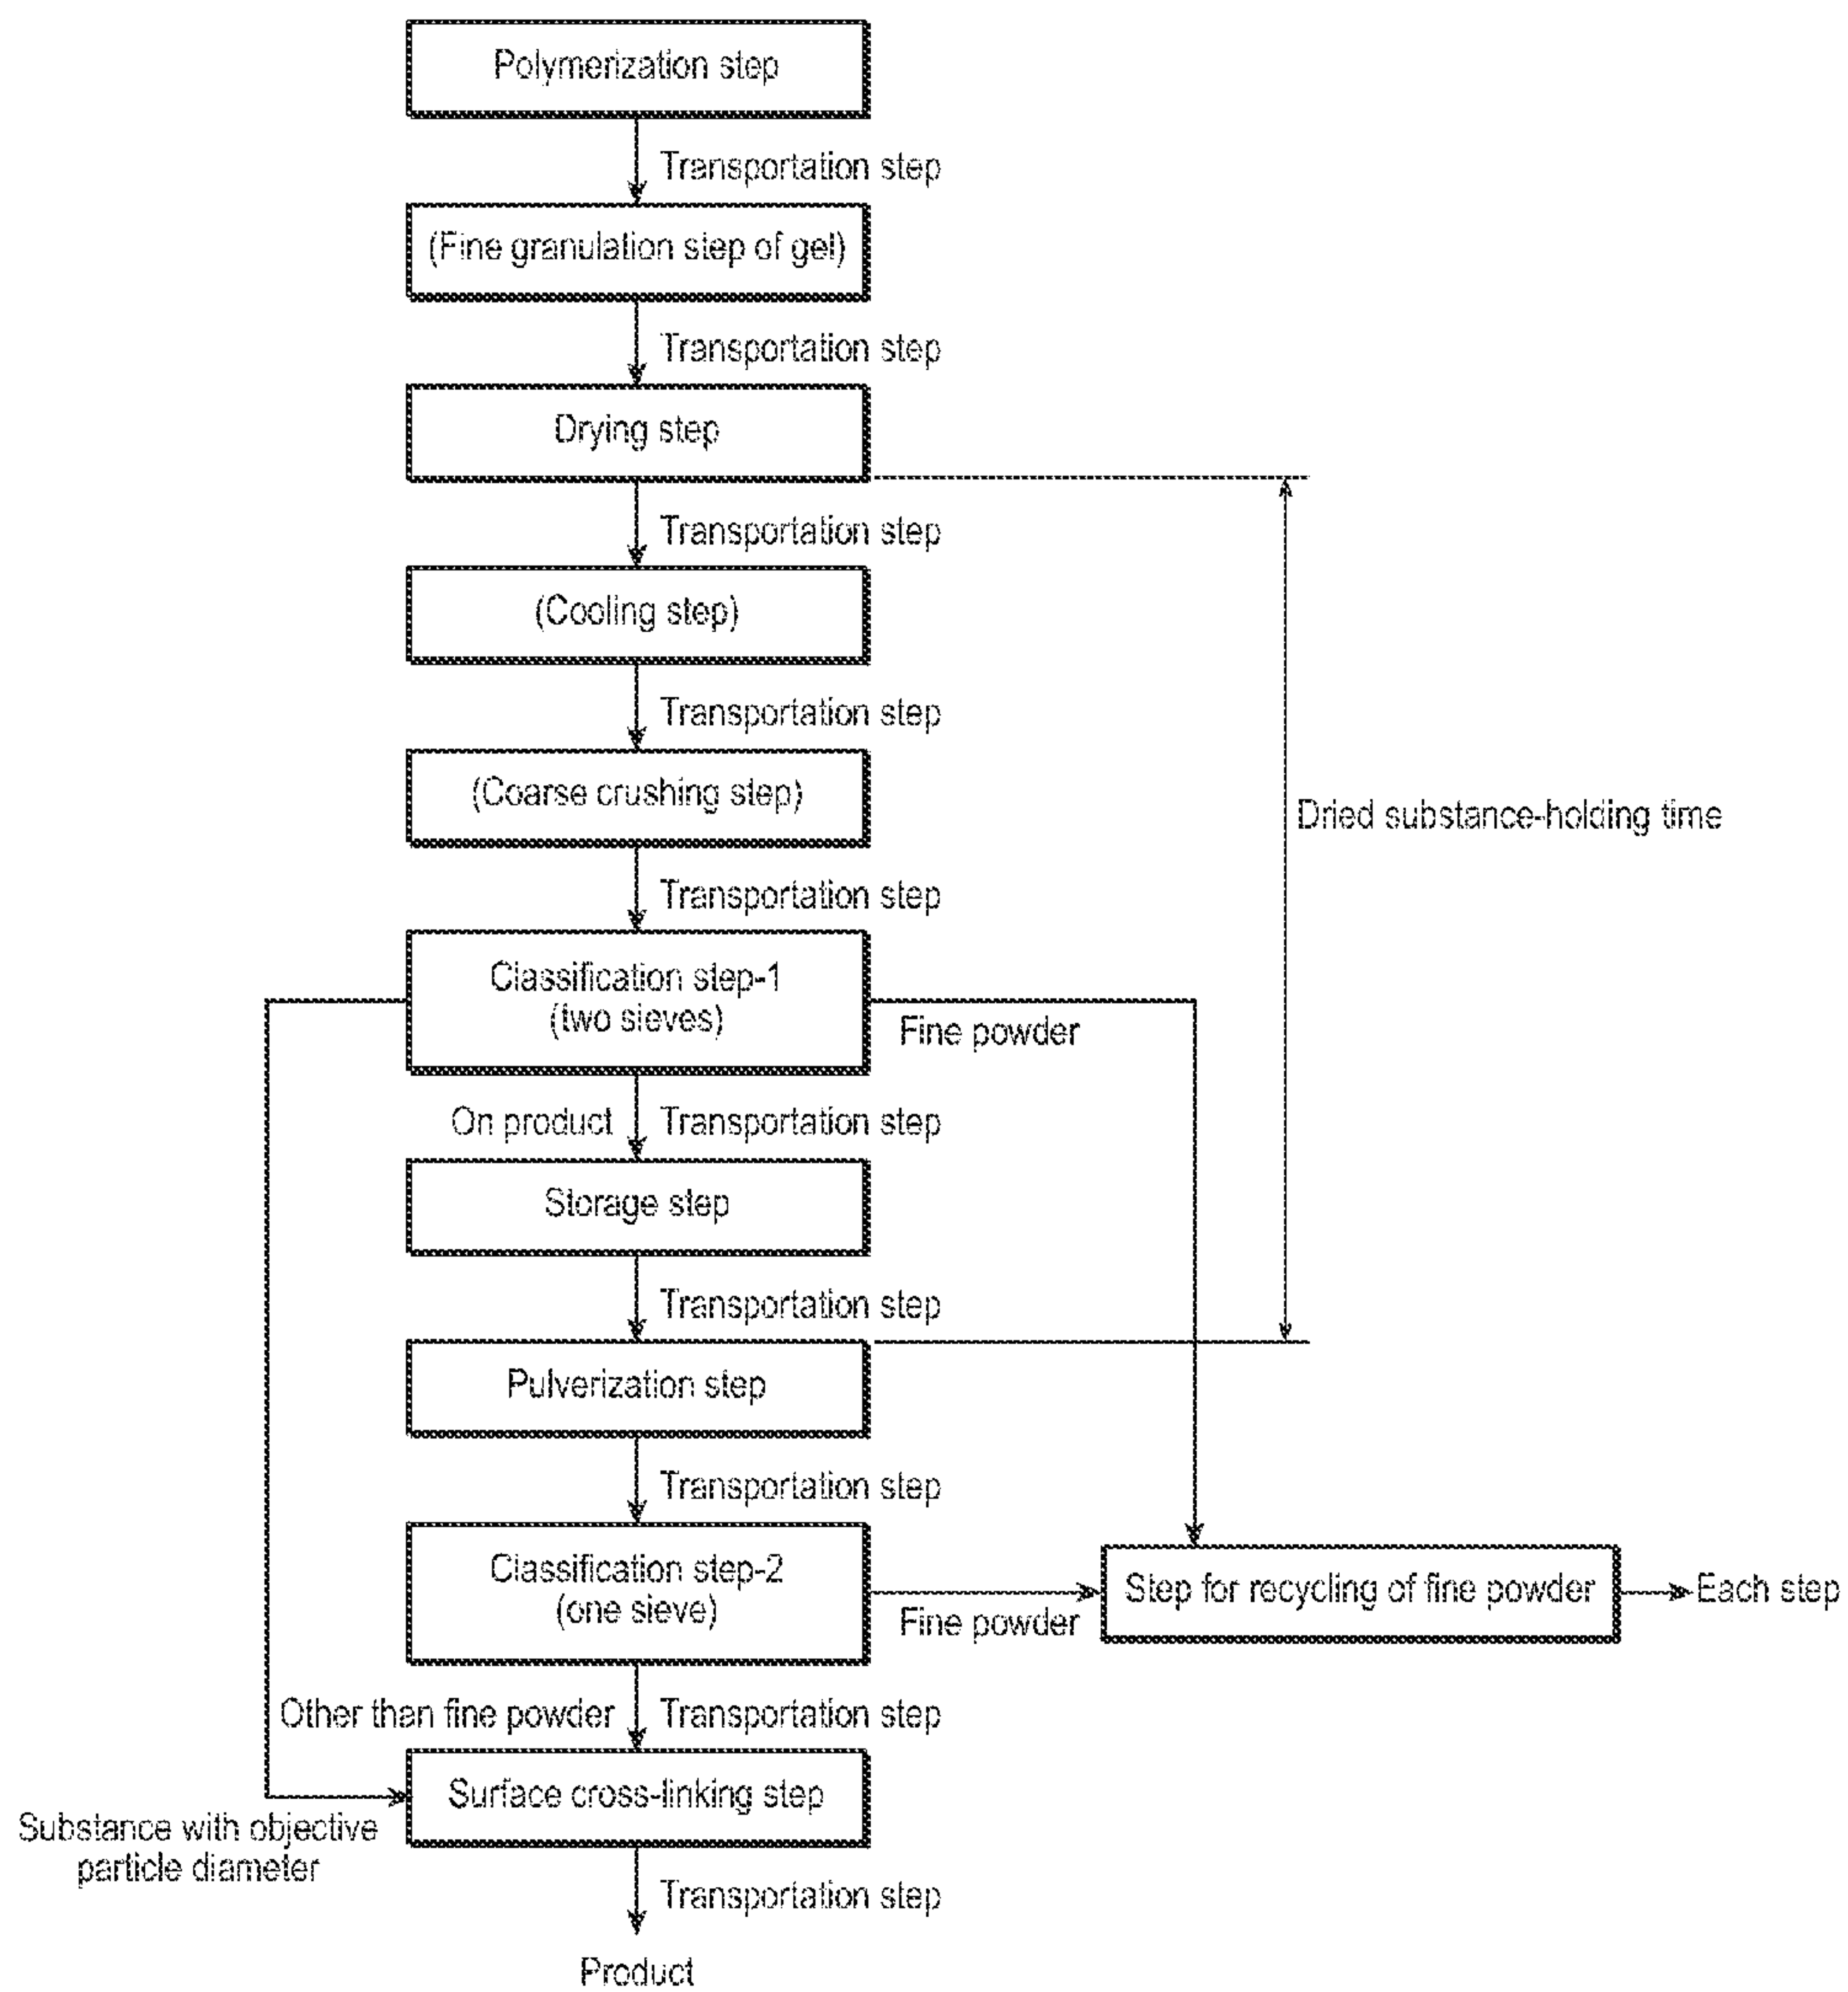 Polymerization step
Transportation step
(Fine granulation step of gel)
Transportation step
Drying step
Transportation step
(Cooling step)
Transportation step
(Coarse crushing step)
Dried substance-holding time
Transportation step
Classification step-1
(two sieves)
Fine powder
On product
Transportation step
Storage step
Transportation step
Pulverization step
Transportation step
Classification step-2
(one sieve)
Fine powder
Step for recycling of fine powder
Each step
Other than fine powder
Transportation step
Surface cross-linking step
Substance with objective
particle diameter
Transportation step
Product